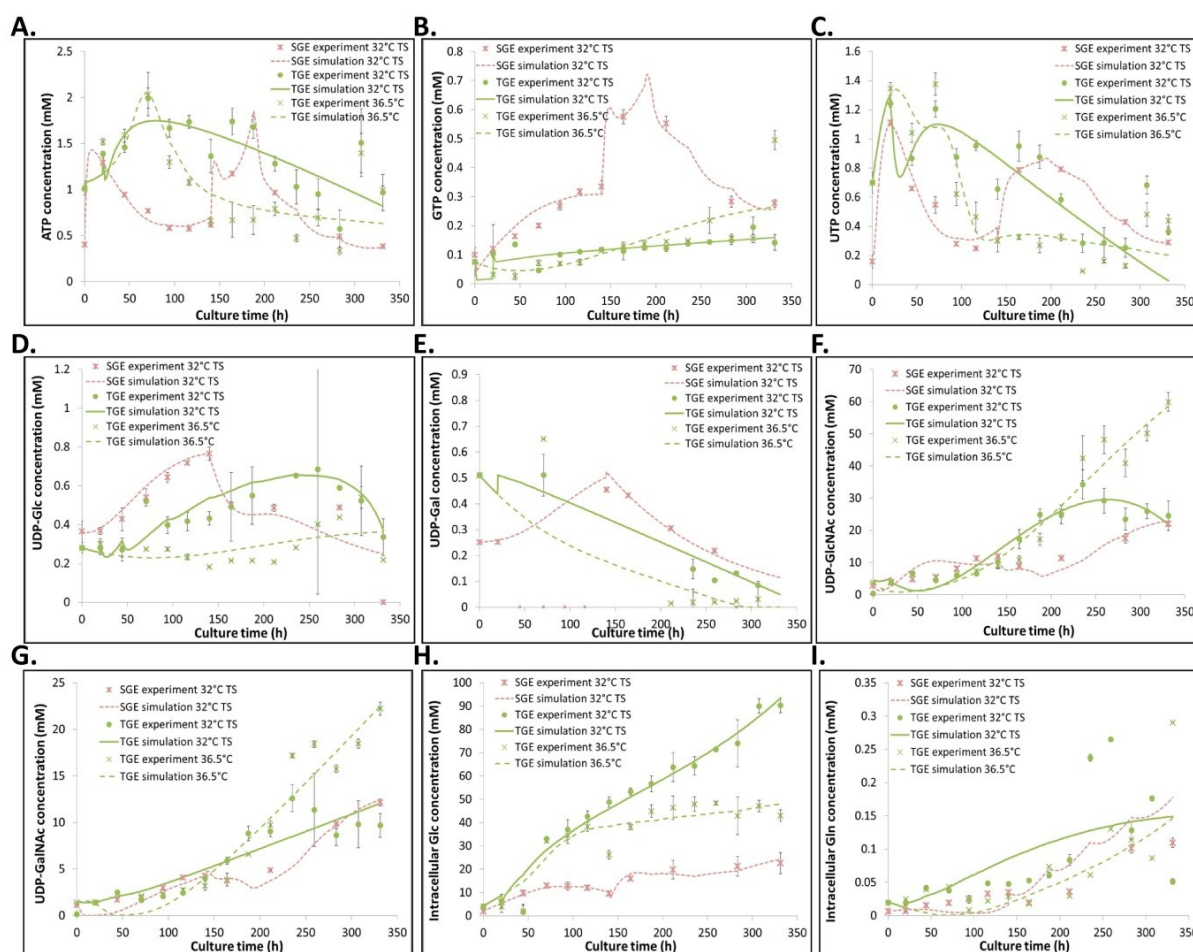 A.
ATP concentration (mM)
2.5
2
1.5
1
0.5
0
0 50 100 150 200 250 300 350
Culture time (h)
SGE experiment 32°C TS
SGE simulation 32°C TS
TGE experiment 32°C TS
TGE simulation 32°C TS
TGE experiment 36.5°C
TGE simulation 36.5°C
B.
GTP concentration (mM)
0.8
0.7
0.6
0.5
0.4
0.3
0.2
0.1
0
0 50 100 150 200 250 300 350
Culture time (h)
SGE experiment 32°C TS
SGE simulation 32°C TS
TGE experiment 32°C TS
TGE simulation 32°C TS
TGE experiment 36.5°C
TGE simulation 36.5°C
C.
UTP concentration (mM)
1.6
1.4
1.2
1
0.8
0.6
0.4
0.2
0
0 50 100 150 200 250 300 350
Culture time (h)
SGE experiment 32°C TS
SGE simulation 32°C TS
TGE experiment 32°C TS
TGE simulation 32°C TS
TGE experiment 36.5°C
TGE simulation 36.5°C
D.
UDP-Glc concentration (mM)
1.2
1
0.8
0.6
0.4
0.2
0
0 50 100 150 200 250 300 350
Culture time (h)
SGE experiment 32°C TS
SGE simulation 32°C TS
TGE experiment 32°C TS
TGE simulation 32°C TS
TGE experiment 36.5°C
TGE simulation 36.5°C
E.
UDP-Gal concentration (mM)
0.9
0.8
0.7
0.6
0.5
0.4
0.3
0.2
0.1
0
0 50 100 150 200 250 300 350
Culture time (h)
SGE experiment 32°C TS
SGE simulation 32°C TS
TGE experiment 32°C TS
TGE simulation 32°C TS
TGE experiment 36.5°C
TGE simulation 36.5°C
F.
UDP-GlcNAc concentration (mM)
70
60
50
40
30
20
10
0
0 50 100 150 200 250 300 350
Culture time (h)
SGE experiment 32°C TS
SGE simulation 32°C TS
TGE experiment 32°C TS
TGE simulation 32°C TS
TGE experiment 36.5°C
TGE simulation 36.5°C
G.
UDP-GalNAc concentration (mM)
25
20
15
10
5
0
0 50 100 150 200 250 300 350
Culture time (h)
SGE experiment 32°C TS
SGE simulation 32°C TS
TGE experiment 32°C TS
TGE simulation 32°C TS
TGE experiment 36.5°C
TGE simulation 36.5°C
H.
Intracellular Glc concentration (mM)
100
90
80
70
60
50
40
30
20
10
0
0 50 100 150 200 250 300 350
Culture time (h)
SGE experiment 32°C TS
SGE simulation 32°C TS
TGE experiment 32°C TS
TGE simulation 32°C TS
TGE experiment 36.5°C
TGE simulation 36.5°C
I.
Intracellular Gln concentration (mM)
0.35
0.3
0.25
0.2
0.15
0.1
0.05
0
0 50 100 150 200 250 300 350
Culture time (h)
SGE experiment 32°C TS
SGE simulation 32°C TS
TGE experiment 32°C TS
TGE simulation 32°C TS
TGE experiment 36.5°C
TGE simulation 36.5°C